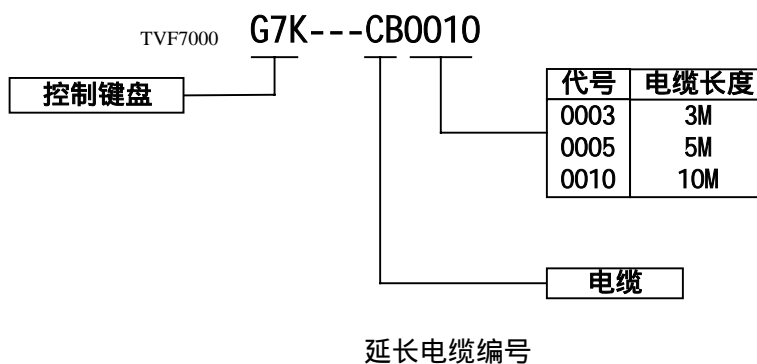 TVF7000 G7K---CB0010
控制键盘
代号 电缆长度
0003 3M
0005 5M
0010 10M
电缆
延长电缆编号